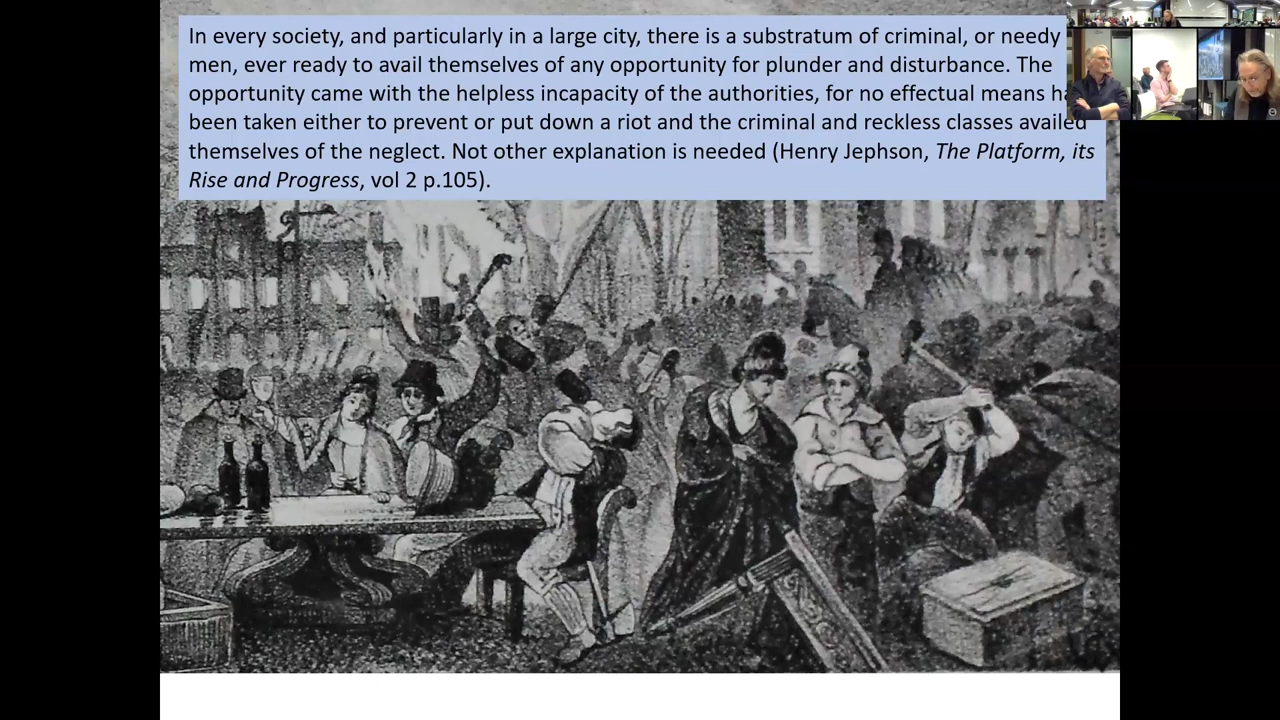 In every society, and particularly in a large city, there is a substratum of criminal, or needy
men, ever ready to avail themselves of any opportunity for plunder and disturbance. The
opportunity came with the helpless incapacity of the authorities, for no effectual means
been taken either to prevent or put down a riot and the criminal and reckless classes availed
themselves of the neglect. Not other explanation is needed (Henry Jephson, The Platform, its
Rise and Progress, vol 2 p.105).